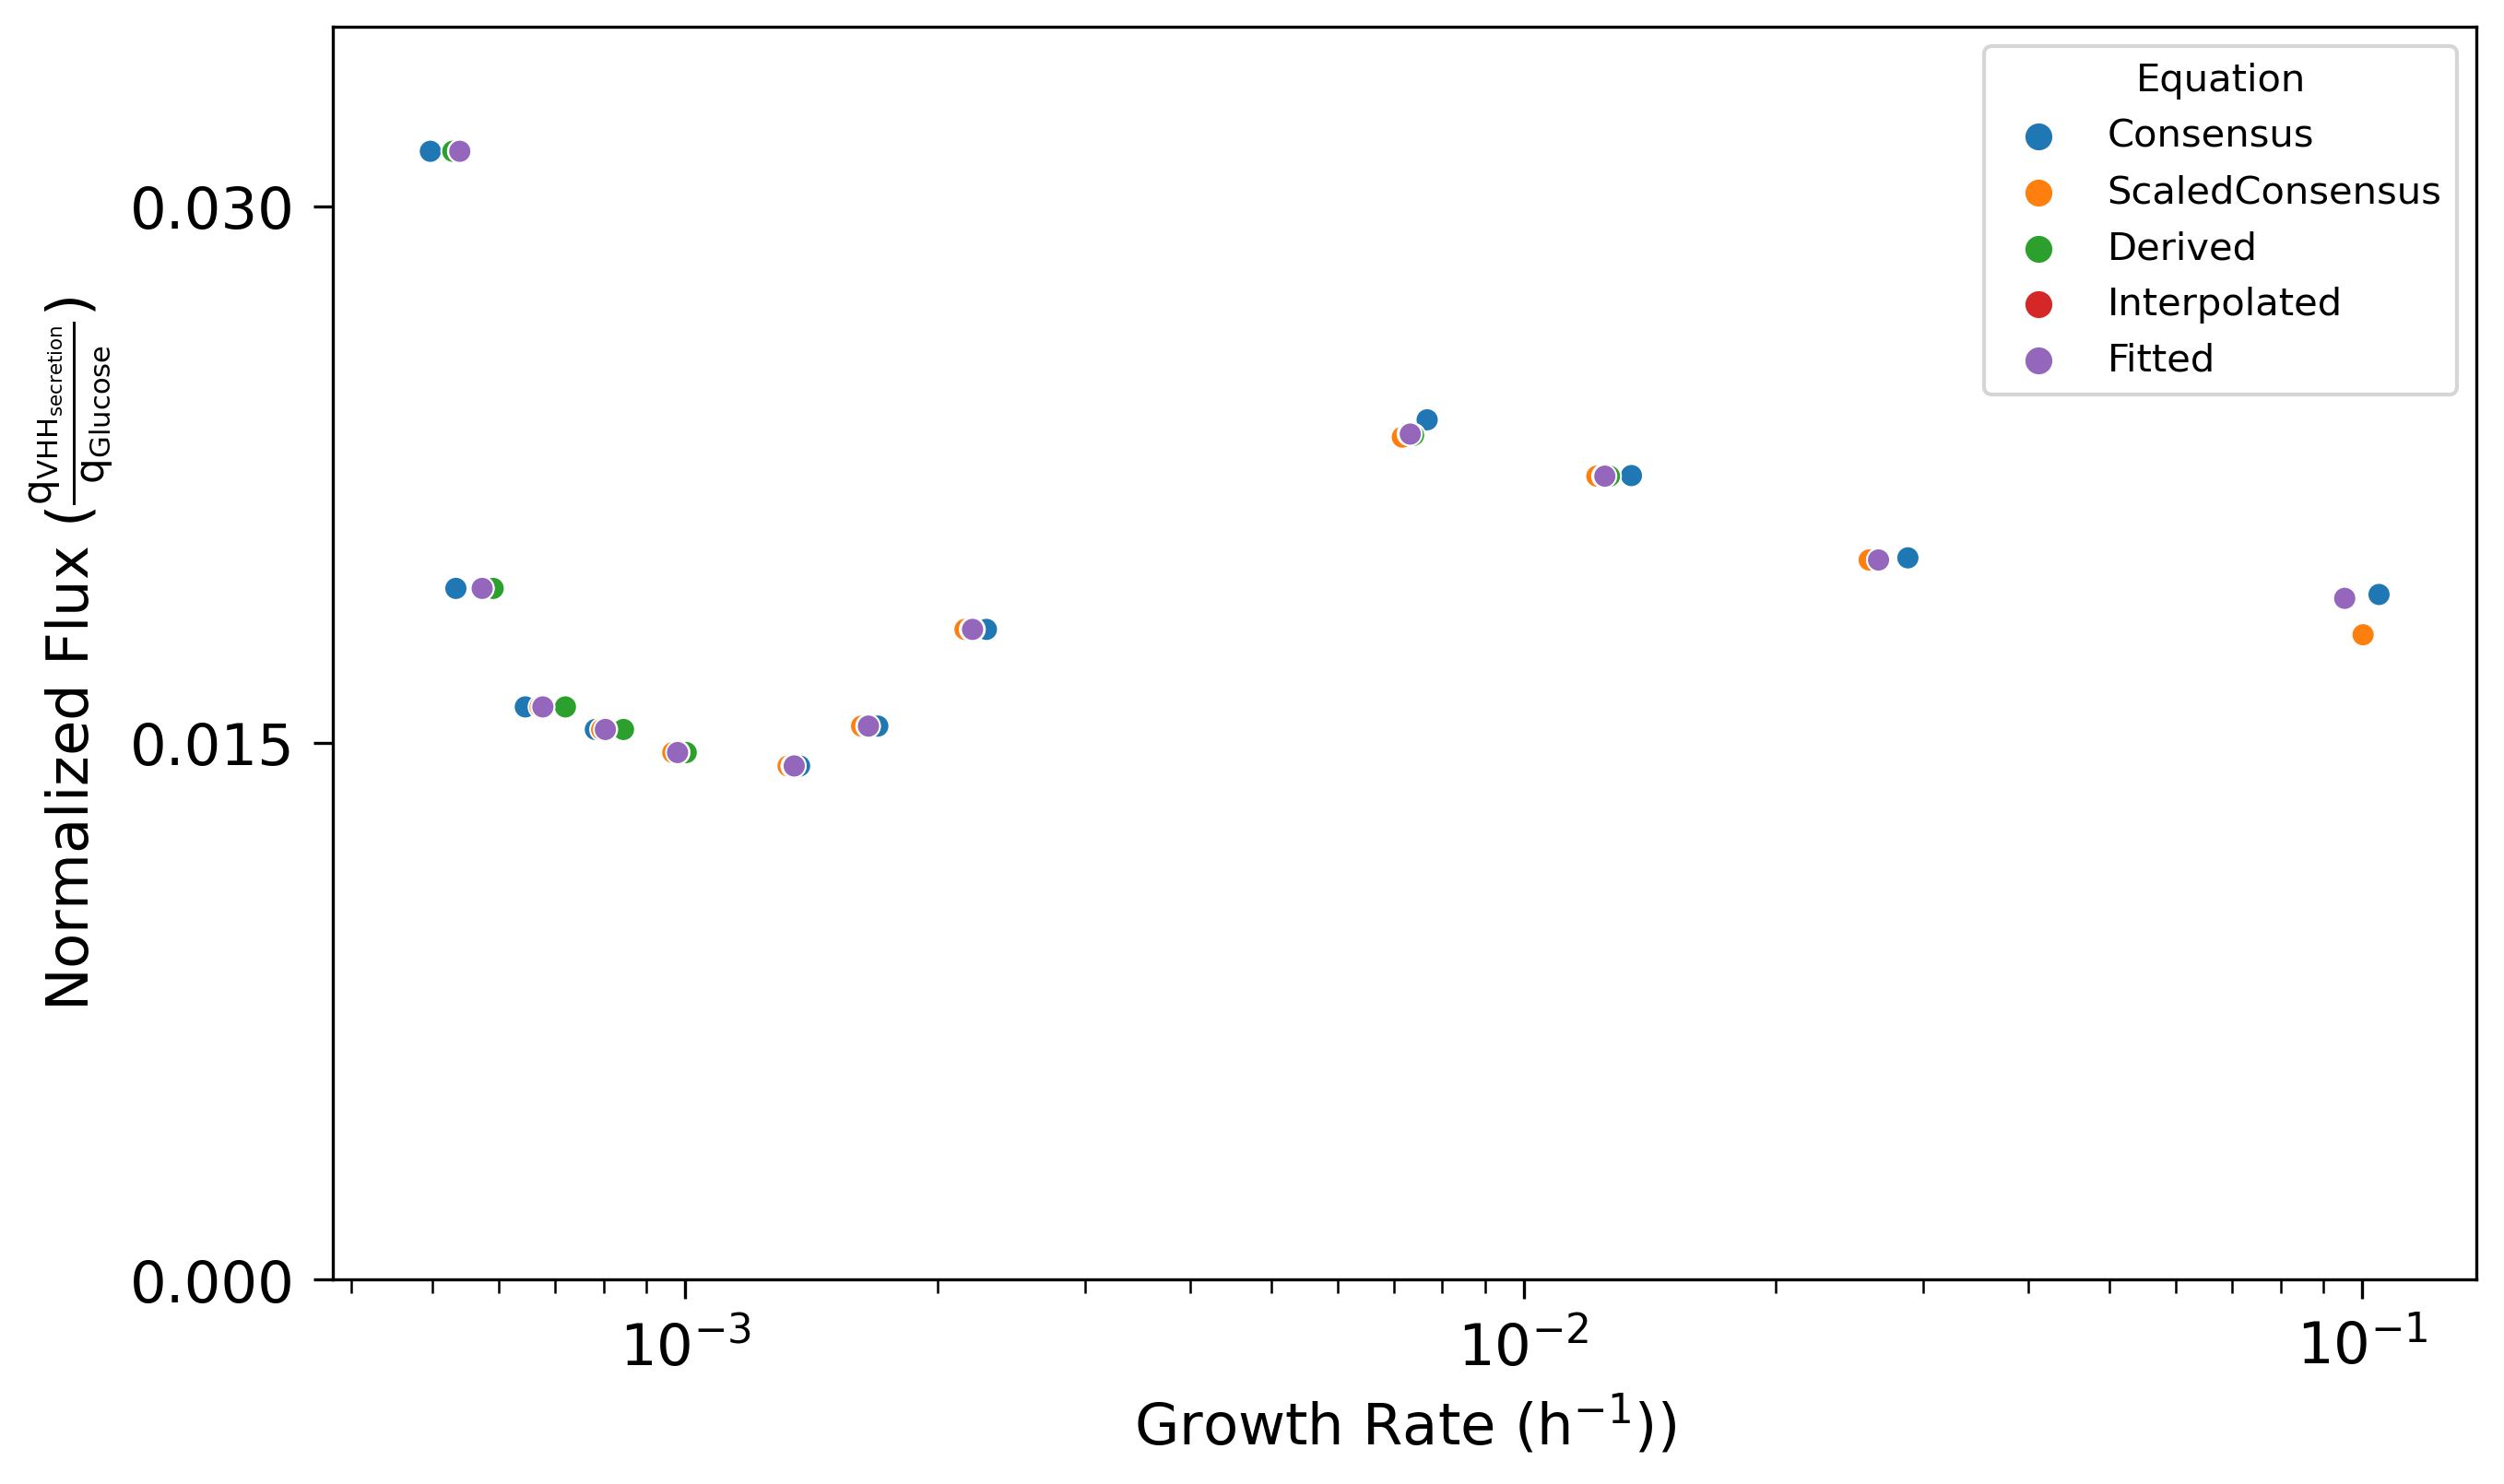 Normalized Flux (qVHHsecretion/qGlucose)
0.030
0.015
0.000
10⁻³
10⁻²
10⁻¹
Growth Rate (h⁻¹))
Equation
Consensus
ScaledConsensus
Derived
Interpolated
Fitted